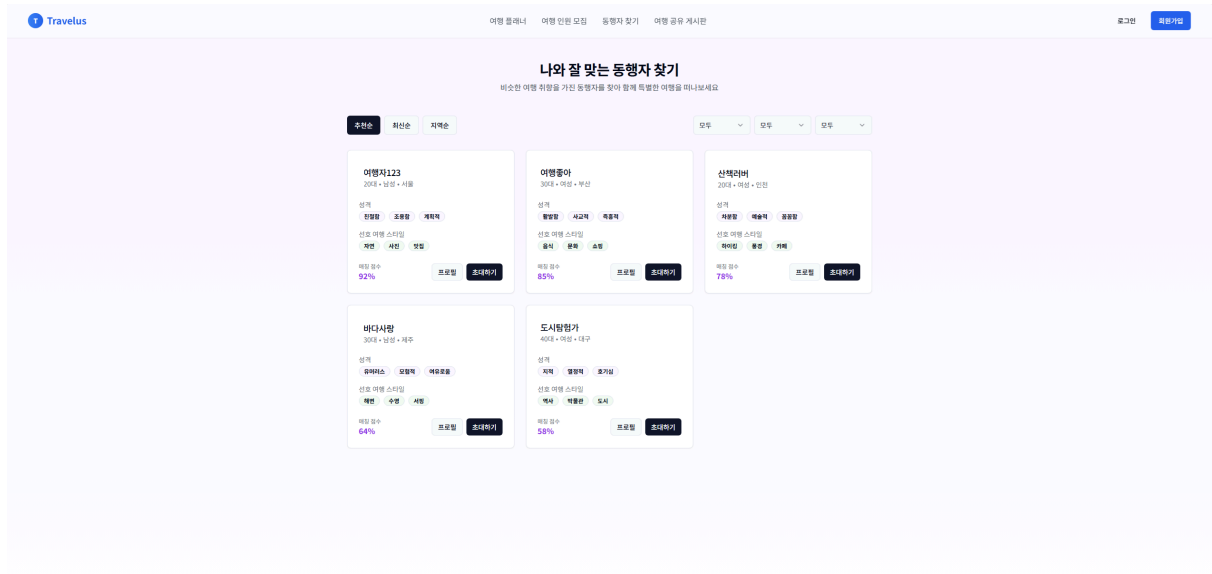 T Travelus
여행 플래너 여행 인원 모집 동행자 찾기 여행 공유 게시판
로그인 회원가입
나와 잘 맞는 동행자 찾기
비슷한 여행 취향을 가진 동행자를 찾아 함께 특별한 여행을 떠나보세요
추천순 최신순 지역순
모두 모두 모두
여행자123
20대 • 남성 • 서울
성격
친절함 조용함 계획적
선호 여행 스타일
자연 사진 맛집
매칭 점수
92%
프로필 초대하기
여행좋아
30대 • 여성 • 부산
성격
활발함 사교적 즉흥적
선호 여행 스타일
음식 문화 쇼핑
매칭 점수
85%
프로필 초대하기
산책러버
20대 • 여성 • 인천
성격
차분함 예술적 꼼꼼함
선호 여행 스타일
하이킹 풍경 카페
매칭 점수
78%
프로필 초대하기
바다사랑
30대 • 남성 • 제주
성격
유머러스 모험적 여유로움
선호 여행 스타일
해변 수영 서핑
매칭 점수
64%
프로필 초대하기
도시탐험가
40대 • 여성 • 대구
성격
지적 열정적 호기심
선호 여행 스타일
역사 박물관 도시
매칭 점수
58%
프로필 초대하기